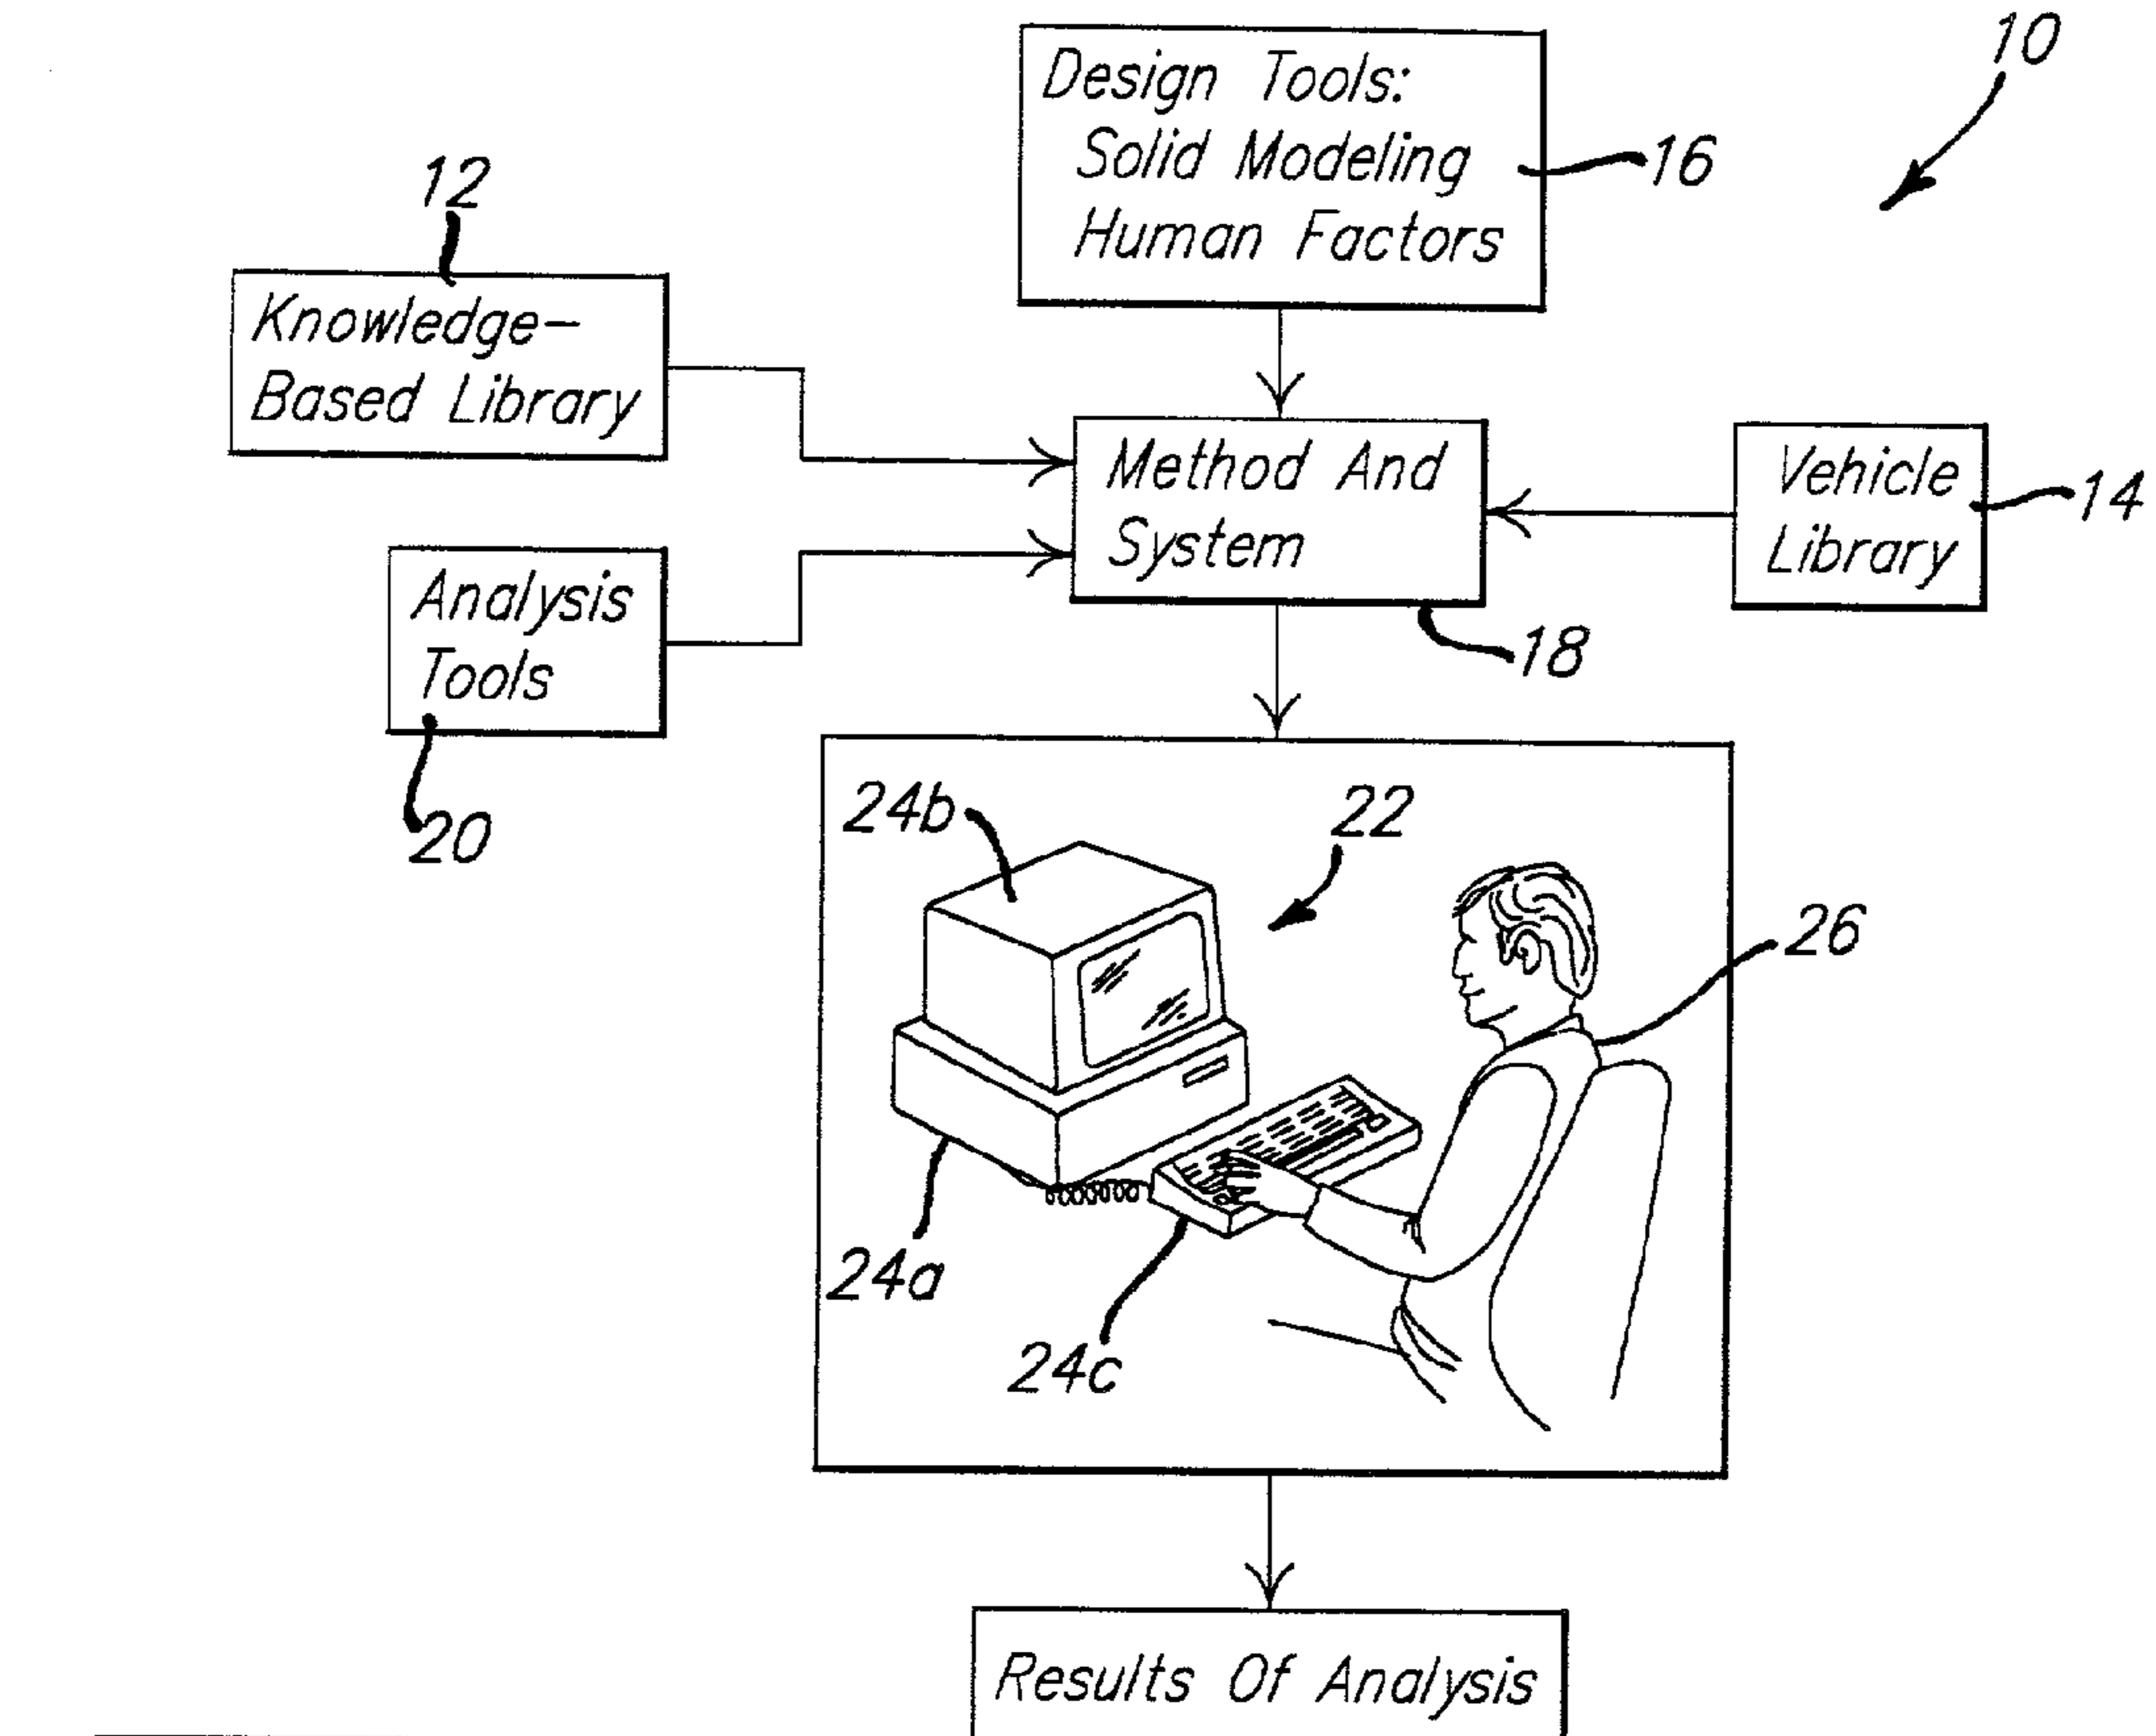 10
Design Tools:
Solid Modeling
Human Factors
16
12
Knowledge-
Based Library
Method And
System
18
Vehicle
Library
14
Analysis
Tools
20
24b
22
26
24a
24c
Results Of Analysis